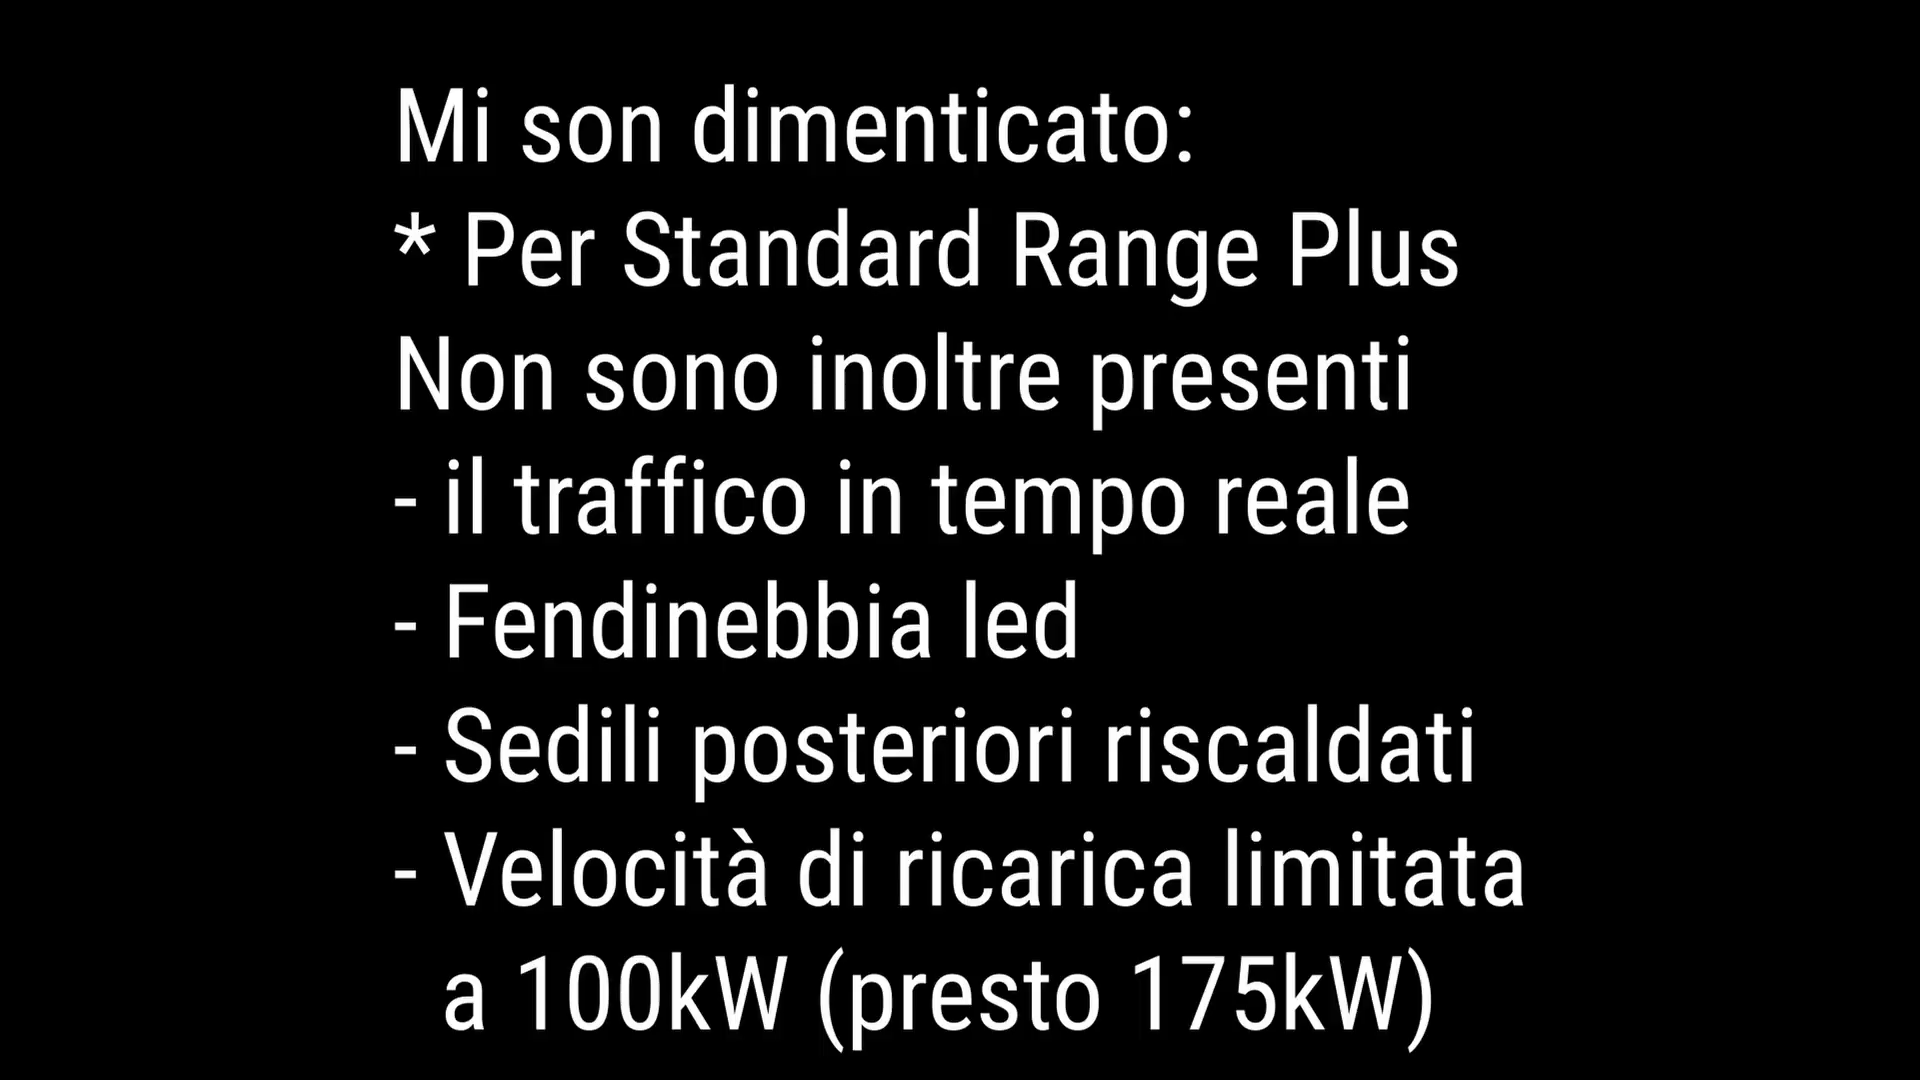 Mi son dimenticato:
* Per Standard Range Plus
Non sono inoltre presenti
- il traffico in tempo reale
- Fendinebbia led
- Sedili posteriori riscaldati
- Velocità di ricarica limitata
a 100kW (presto 175kW)